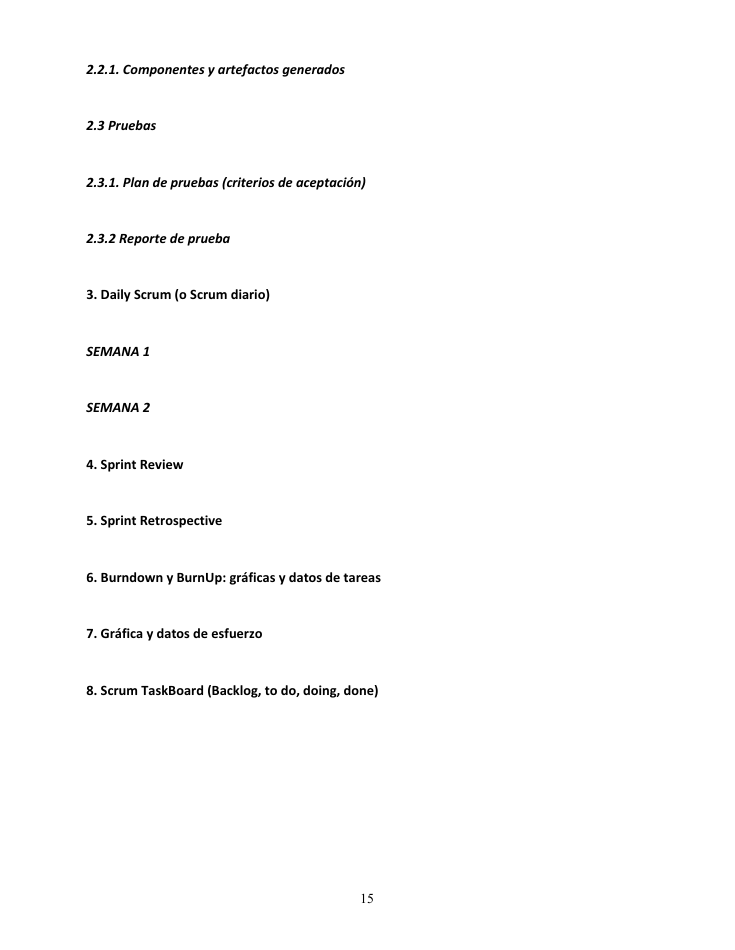 2.2.1. Componentes y artefactos generados
2.3 Pruebas
2.3.1. Plan de pruebas (criterios de aceptación)
2.3.2 Reporte de prueba
3. Daily Scrum (o Scrum diario)
SEMANA 1
SEMANA 2
4. Sprint Review
5. Sprint Retrospective
6. Burndown y BurnUp: gráficas y datos de tareas
7. Gráfica y datos de esfuerzo
8. Scrum TaskBoard (Backlog, to do, doing, done)
15